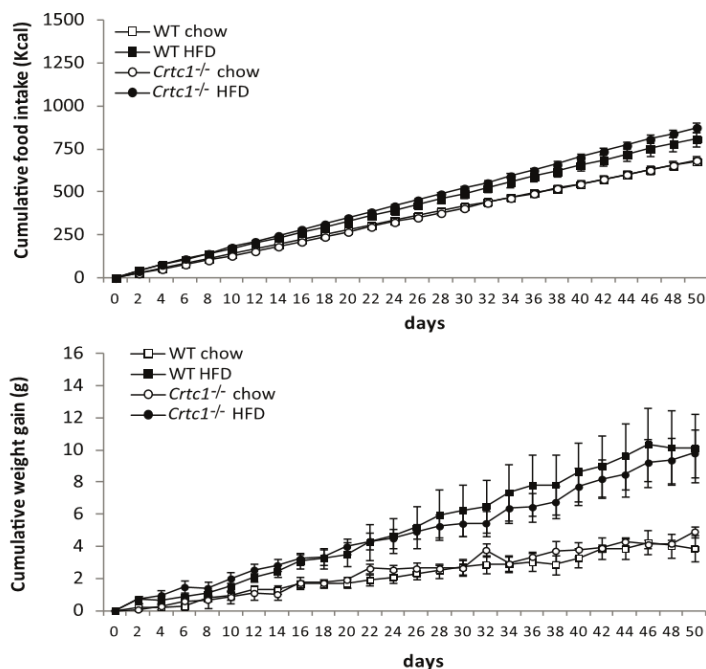 1500
1250
1000
750
500
250
0
Cumulative food intake (Kcal)
WT chow
WT HFD
Crtc1-/- chow
Crtc1-/- HFD
0 2 4 6 8 10 12 14 16 18 20 22 24 26 28 30 32 34 36 38 40 42 44 46 48 50
days
16
14
12
10
8
6
4
2
0
Cumulative weight gain (g)
WT chow
WT HFD
Crtc1-/- chow
Crtc1-/- HFD
0 2 4 6 8 10 12 14 16 18 20 22 24 26 28 30 32 34 36 38 40 42 44 46 48 50
days